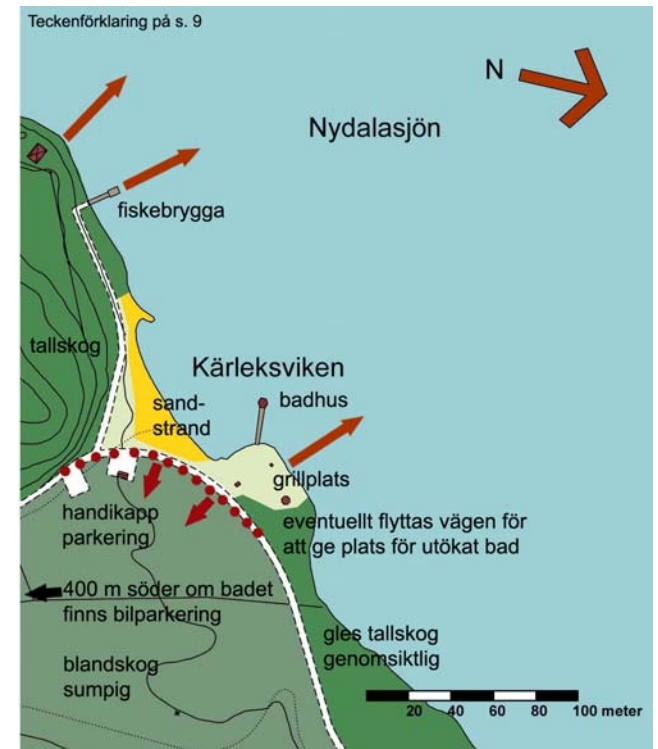 Teckenförklaring på s. 9
N
Nydalasjön
fiskebrygga
tallskog
Kärleksviken
sand-
strand
badhus
grillplats
handikapp
parkering
eventuellt flyttas vägen för
att ge plats för utökat bad
400 m söder om badet
finns bilparkering
gles tallskog
genomsiktlig
blandskog
sumpig
20 40 60 80 100 meter